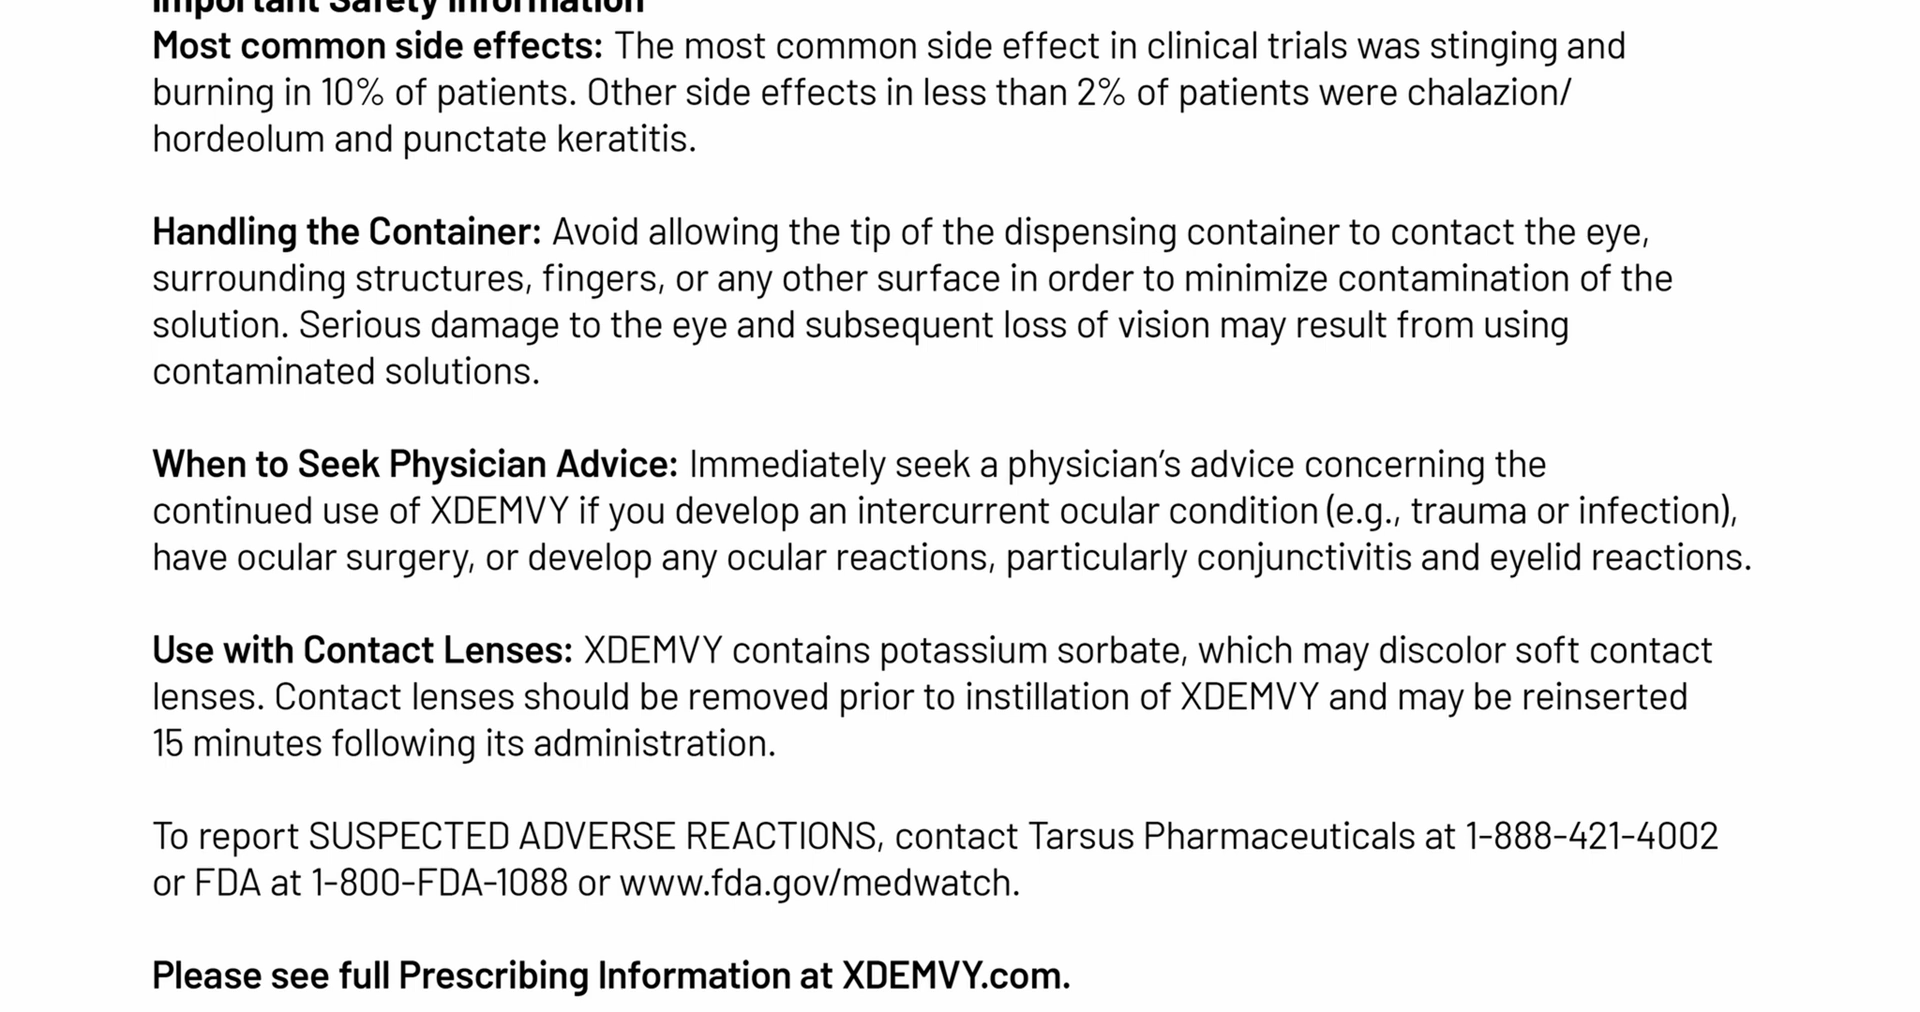 Important Safety Information
Most common side effects: The most common side effect in clinical trials was stinging and
burning in 10% of patients. Other side effects in less than 2% of patients were chalazion/
hordeolum and punctate keratitis.
Handling the Container: Avoid allowing the tip of the dispensing container to contact the eye,
surrounding structures, fingers, or any other surface in order to minimize contamination of the
solution. Serious damage to the eye and subsequent loss of vision may result from using
contaminated solutions.
When to Seek Physician Advice: Immediately seek a physician’s advice concerning the
continued use of XDEMVY if you develop an intercurrent ocular condition (e.g., trauma or infection),
have ocular surgery, or develop any ocular reactions, particularly conjunctivitis and eyelid reactions.
Use with Contact Lenses: XDEMVY contains potassium sorbate, which may discolor soft contact
lenses. Contact lenses should be removed prior to instillation of XDEMVY and may be reinserted
15 minutes following its administration.
To report SUSPECTED ADVERSE REACTIONS, contact Tarsus Pharmaceuticals at 1-888-421-4002
or FDA at 1-800-FDA-1088 or www.fda.gov/medwatch.
Please see full Prescribing Information at XDEMVY.com.